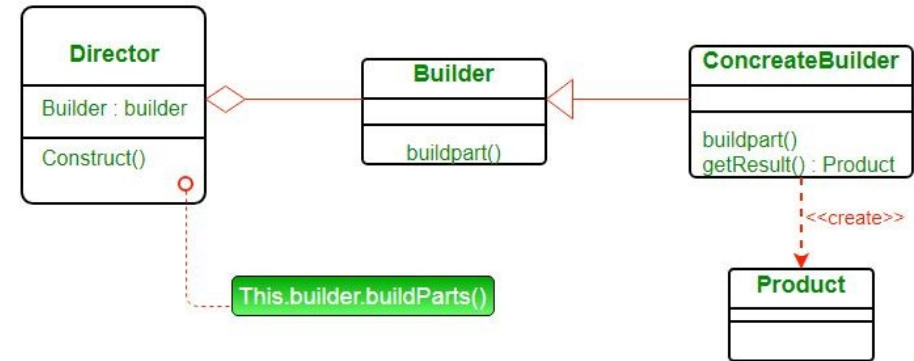 Director
Builder : builder
Construct()
This.builder.buildParts()
Builder
buildpart()
ConcreateBuilder
buildpart()
getResult() : Product
<<create>>
Product